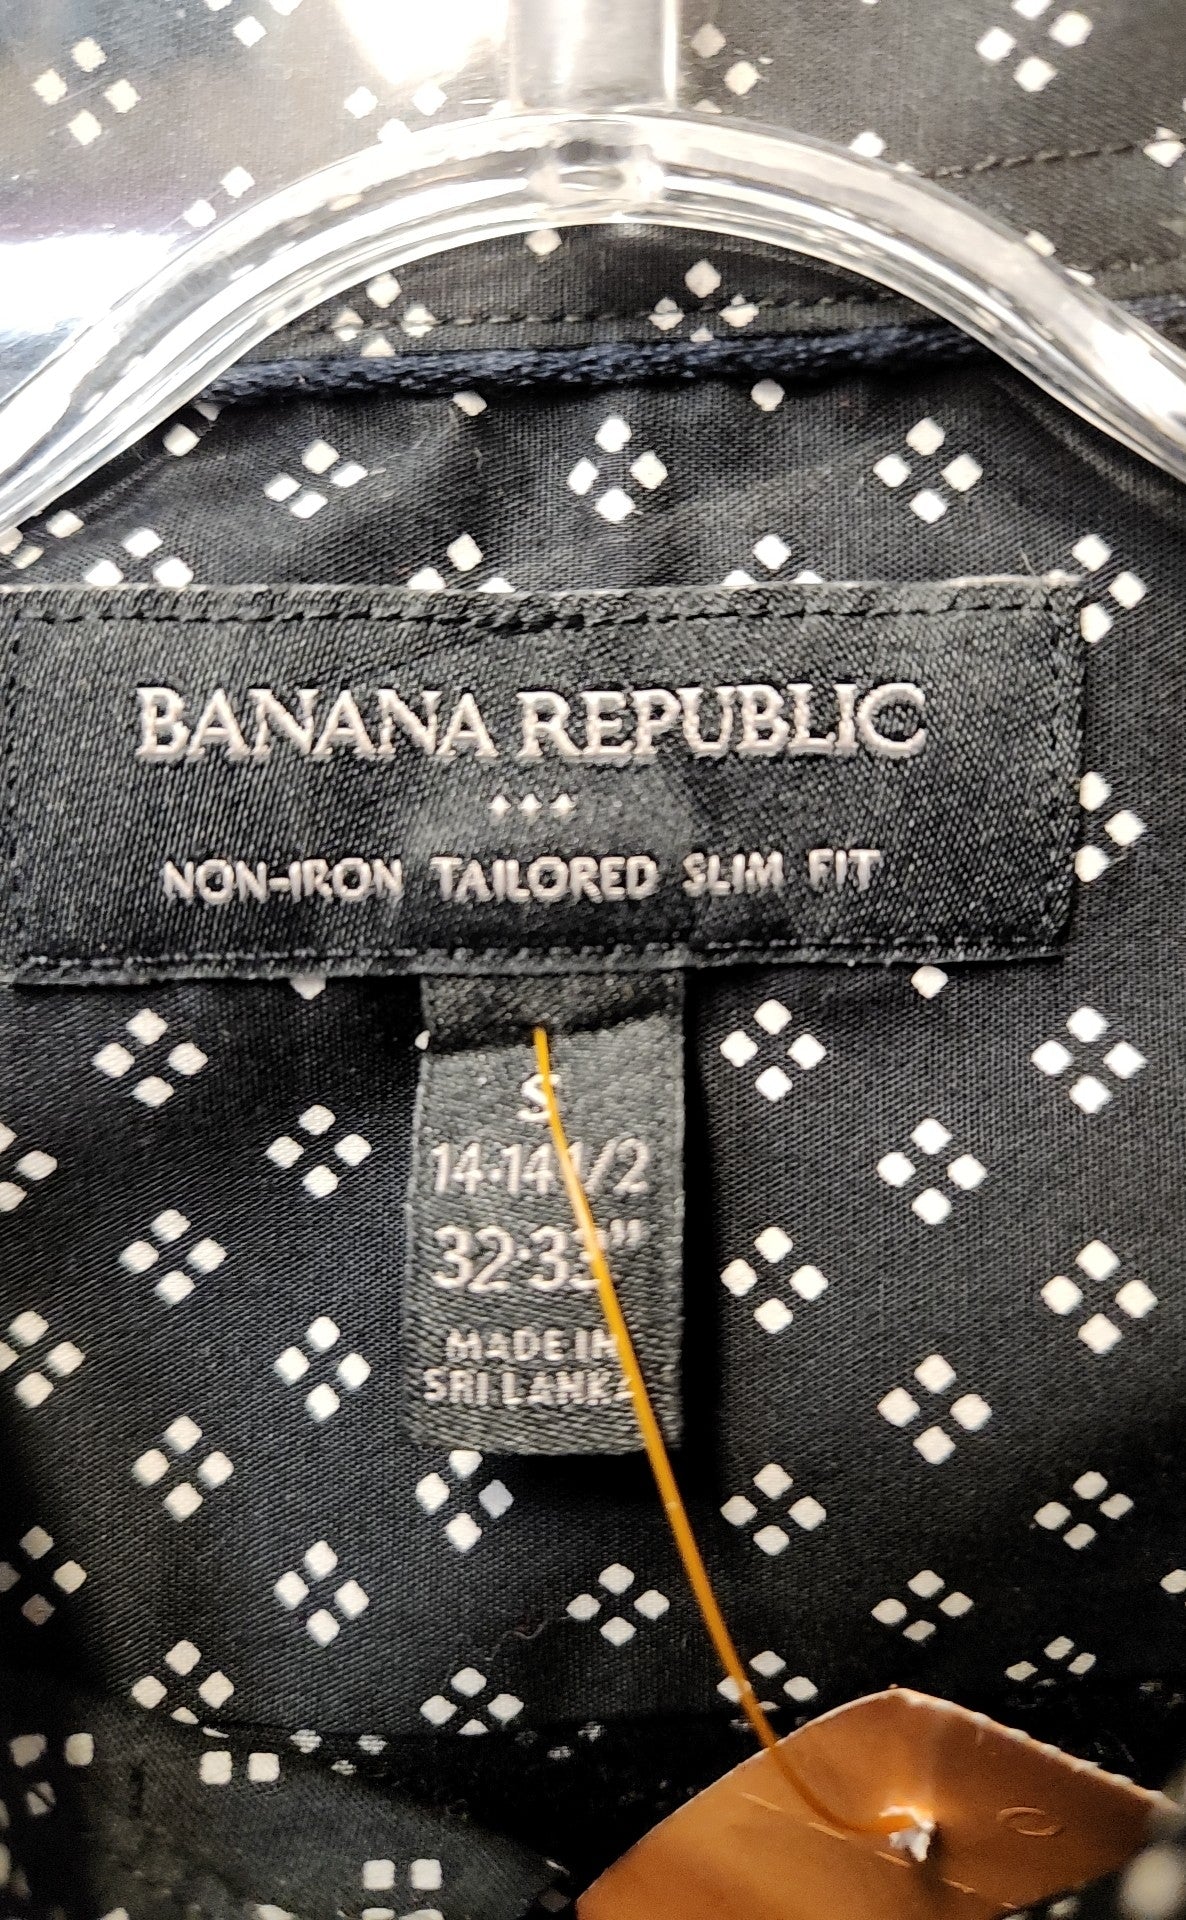 BANANA REPUBLIC
NON-IRON TAILORED SLIM FIT
S
14·14 1/2
32·33"
MADE IN
SRI LANKA